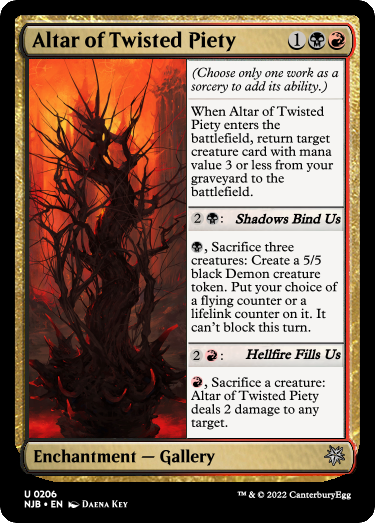 Altar of Twisted Piety 1
(Choose only one work as a
sorcery to add its ability.)
When Altar of Twisted
Piety enters the
battlefield, return target
creature card with mana
value 3 or less from your
graveyard to the
battlefield.
2 : Shadows Bind Us
, Sacrifice three
creatures: Create a 5/5
black Demon creature
token. Put your choice of
a flying counter or a
lifelink counter on it. It
can't block this turn.
2 : Hellfire Fills Us
, Sacrifice a creature:
Altar of Twisted Piety
deals 2 damage to any
target.
Enchantment — Gallery
U 0206
NJB • EN Daena Key
™ & © 2022 CanterburyEgg